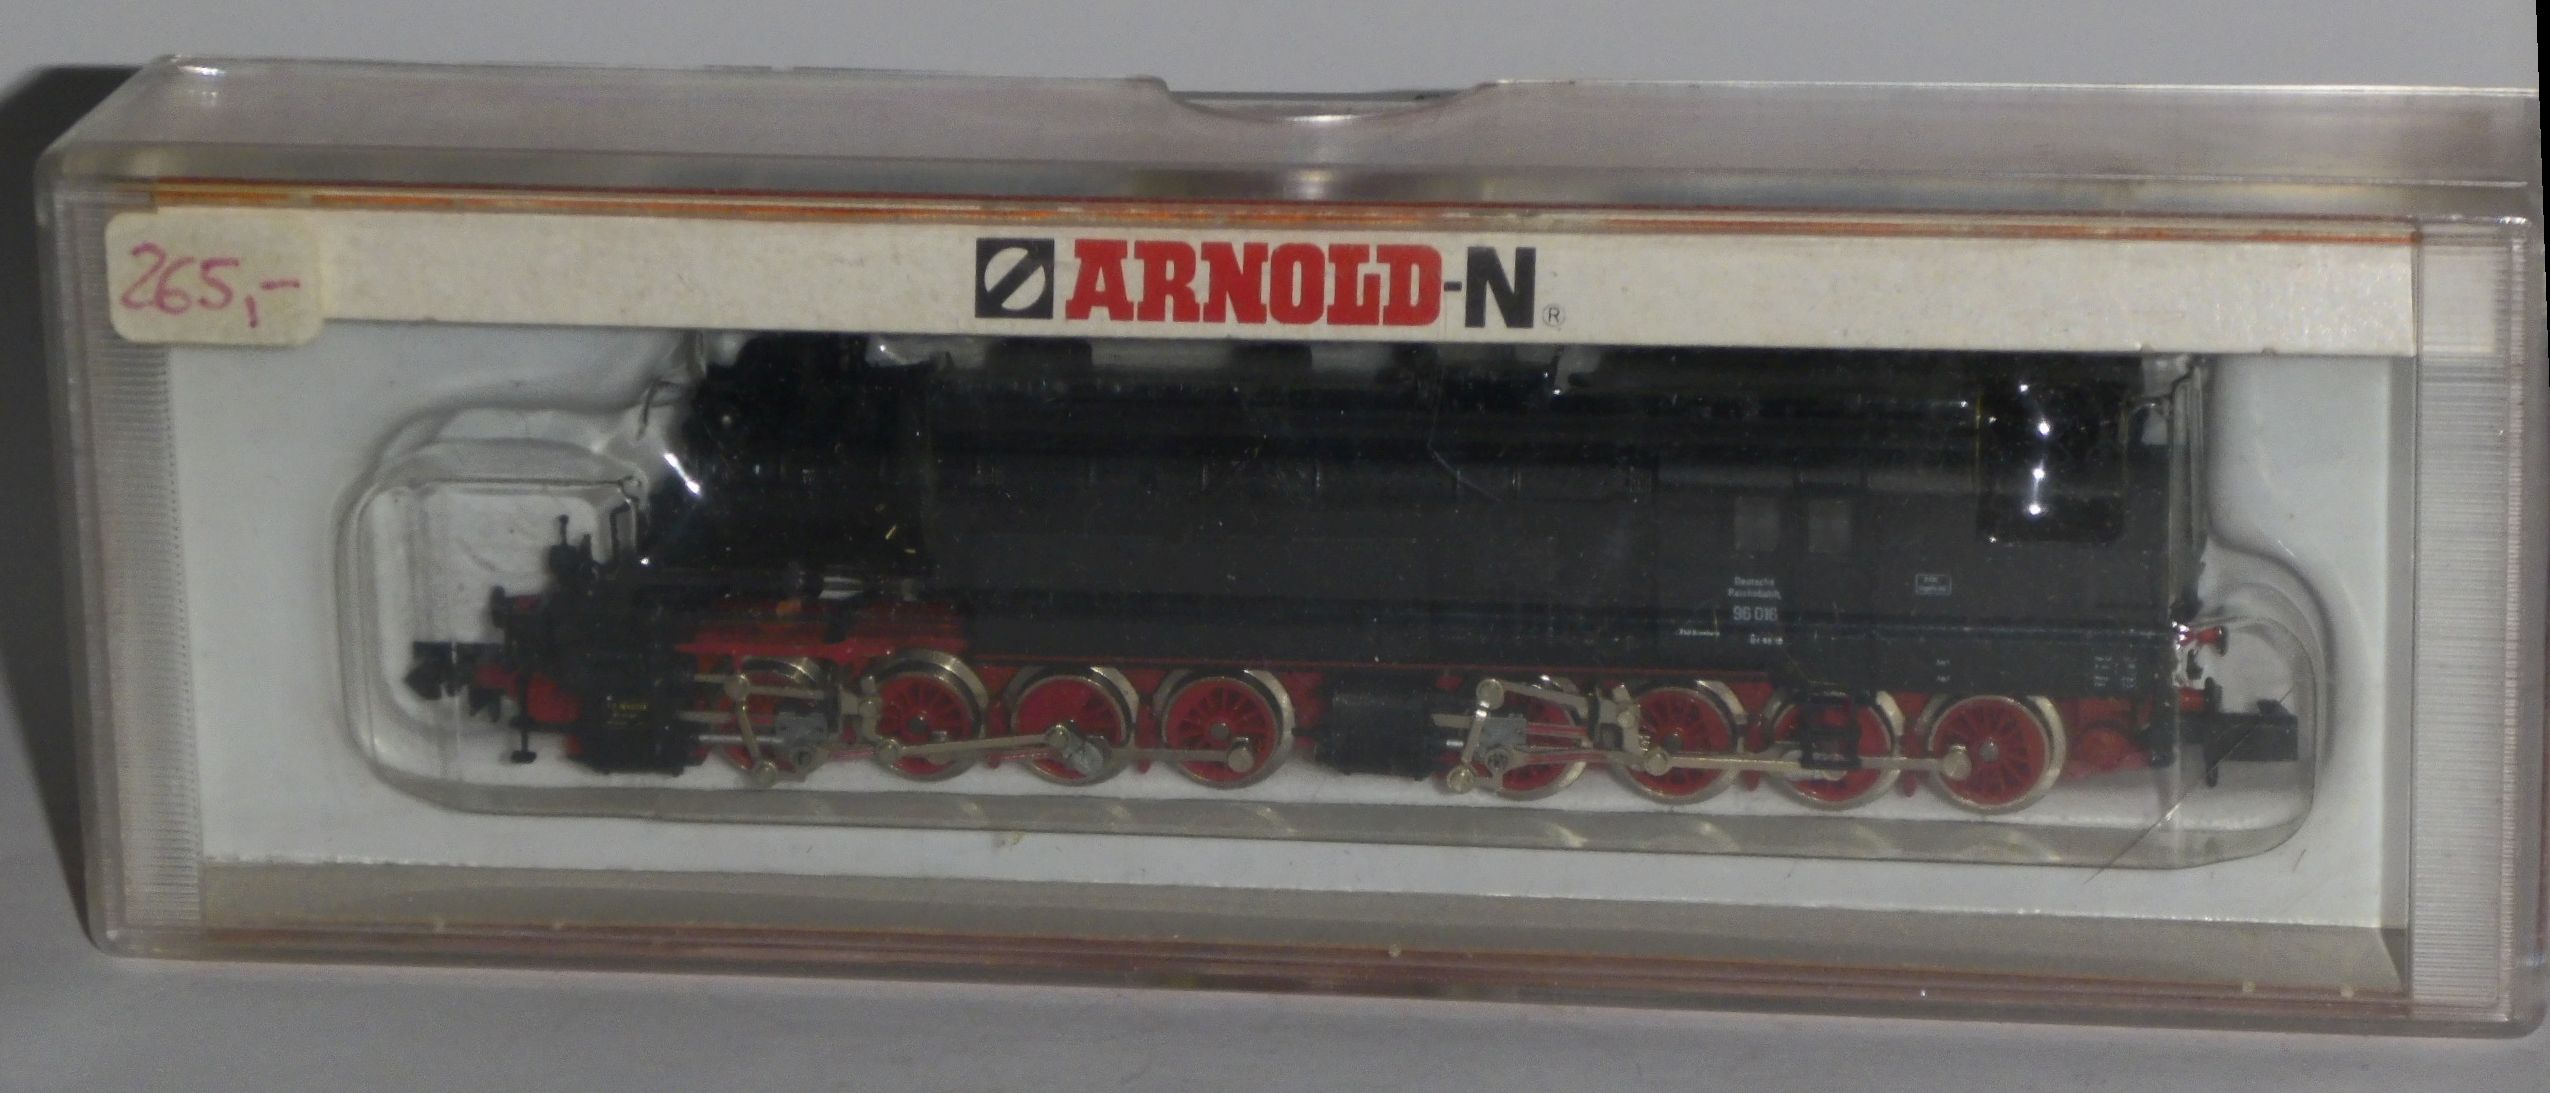 265,-
ARNOLD-N ®
Deutsche
Reichsbahn
96 016